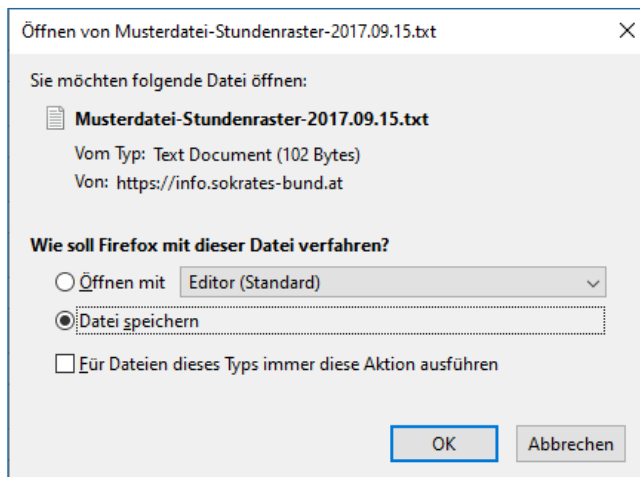 Öffnen von Musterdatei-Stundenraster-2017.09.15.txt
Sie möchten folgende Datei öffnen:
Musterdatei-Stundenraster-2017.09.15.txt
Vom Typ: Text Document (102 Bytes)
Von: https://info.sokrates-bund.at
Wie soll Firefox mit dieser Datei verfahren?
Öffnen mit Editor (Standard)
Datei speichern
Für Dateien dieses Typs immer diese Aktion ausführen
OK Abbrechen